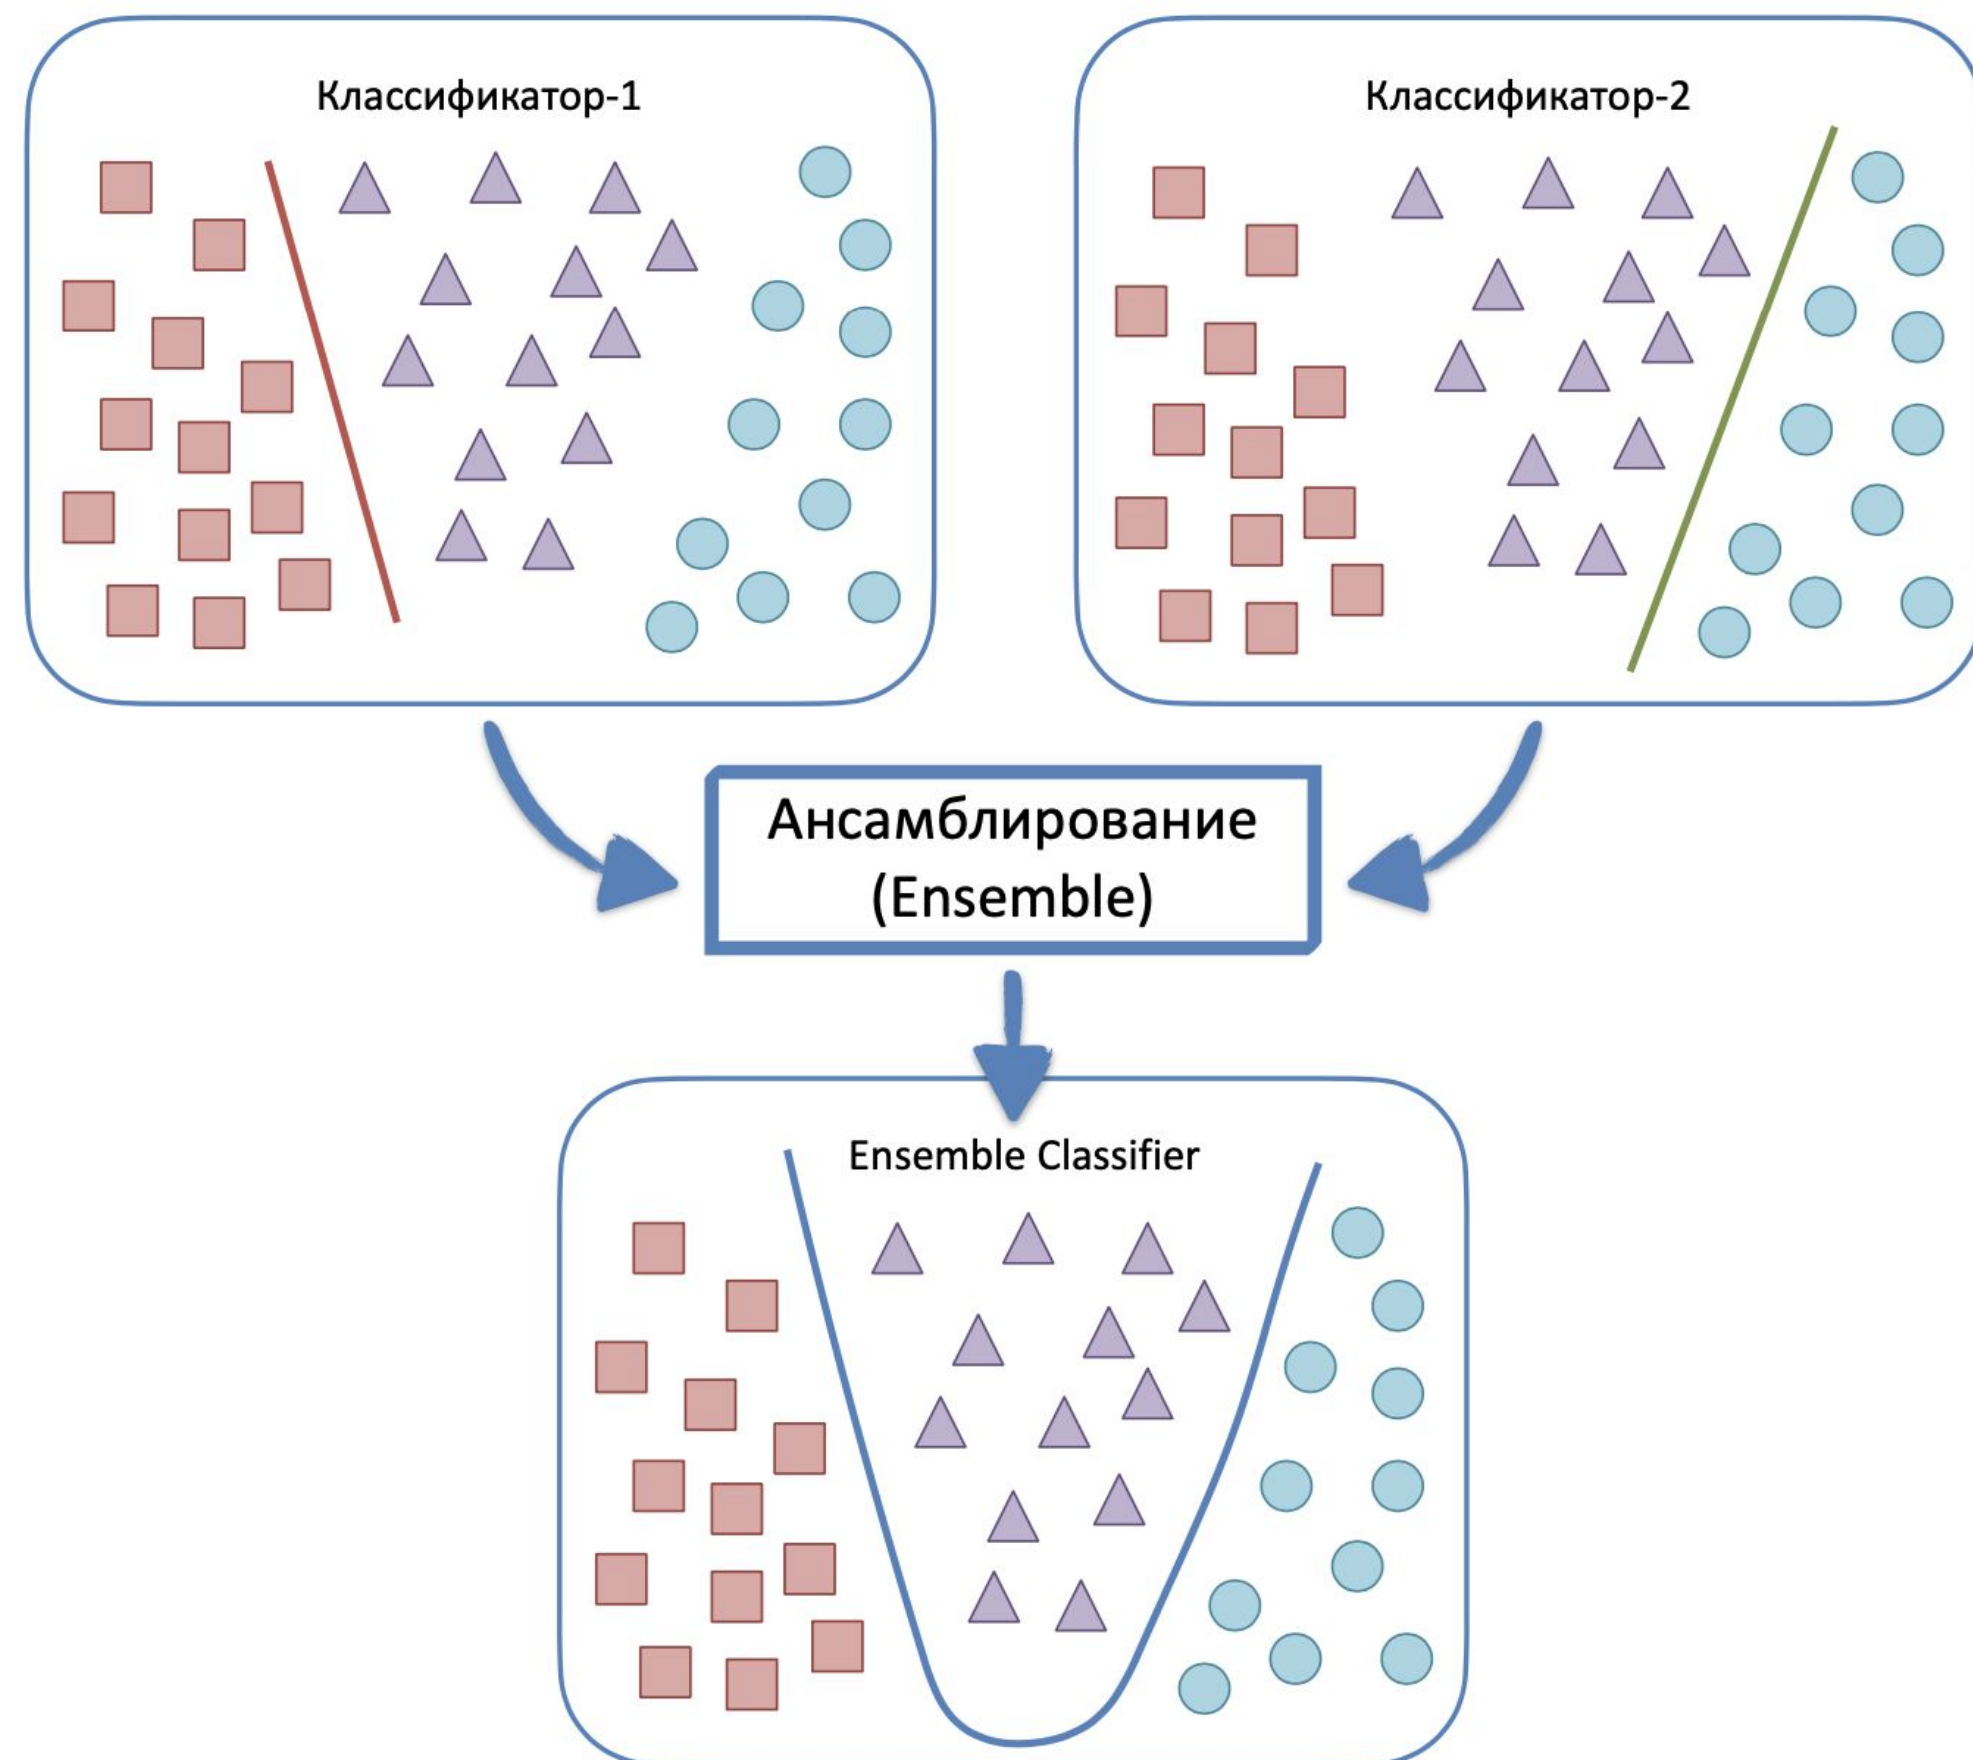 Классификатор-1
Классификатор-2
Ансамблирование
(Ensemble)
Ensemble Classifier